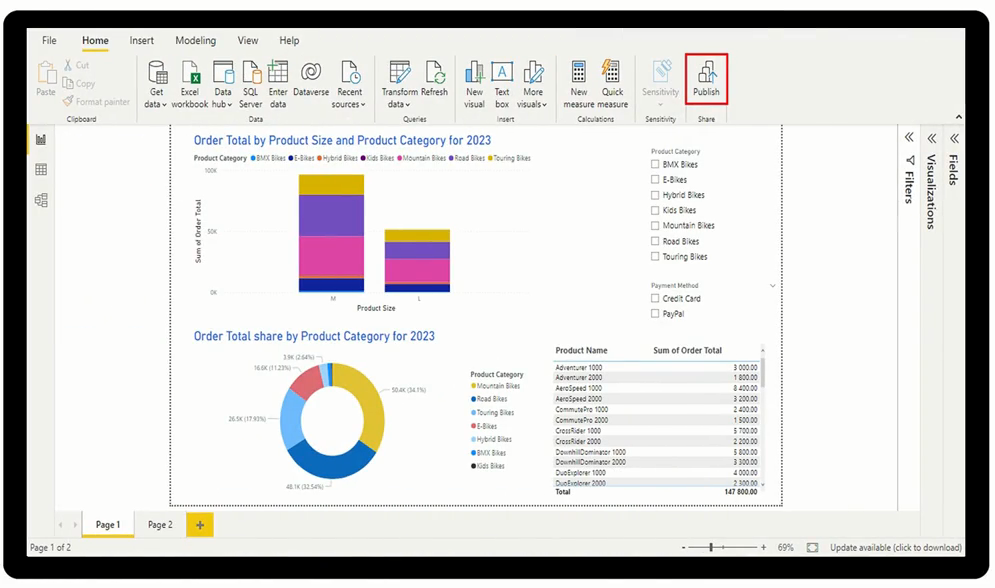 File Home Insert Modeling View Help
Paste
Cut
Copy
Format painter
Clipboard
Get data
Excel workbook
Data hub
SQL Server
Enter data
Dataverse
Recent sources
Data
Transform data
Refresh
Queries
New visual
A
Text box
More visuals
Insert
New measure
Quick measure
Calculations
Sensitivity
Sensitivity
Publish
Share
Order Total by Product Size and Product Category for 2023
Product Category BMX Bikes E-Bikes Hybrid Bikes Kids Bikes Mountain Bikes Road Bikes Touring Bikes
100K
50K
0K
Sum of Order Total
M L
Product Size
Product Category
BMX Bikes
E-Bikes
Hybrid Bikes
Kids Bikes
Mountain Bikes
Road Bikes
Touring Bikes
Payment Method
Credit Card
PayPal
Filters
Visualizations
Fields
Order Total share by Product Category for 2023
3.9K (2.64%)
16.6K (11.23%)
50.4K (34.1%)
26.5K (17.93%)
48.1K (32.54%)
Product Category
Mountain Bikes
Road Bikes
Touring Bikes
E-Bikes
Hybrid Bikes
BMX Bikes
Kids Bikes
Product Name Sum of Order Total
Adventurer 1000 3 000.00
Adventurer 2000 1 800.00
AeroSpeed 1000 8 400.00
AeroSpeed 2000 3 200.00
CommutePro 1000 2 400.00
CommutePro 2000 1 500.00
CrossRider 1000 5 700.00
CrossRider 2000 2 200.00
DownhillDominator 1000 5 800.00
DownhillDominator 2000 3 300.00
DuoExplorer 1000 4 000.00
DuoExplorer 2000 2 300.00
Total 147 800.00
Page 1 Page 2 +
Page 1 of 2 - + 69% Update available (click to download)